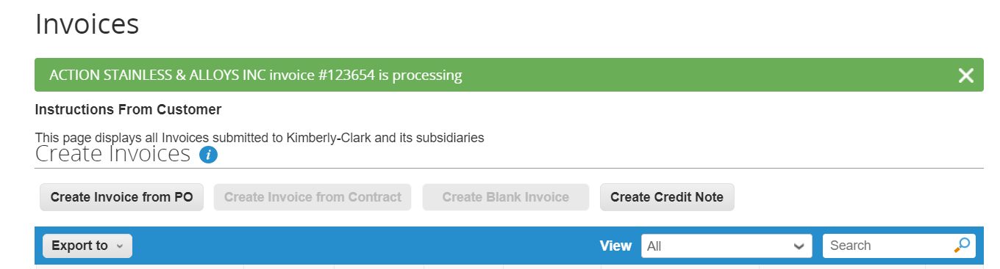 Invoices
ACTION STAINLESS & ALLOYS INC invoice #123654 is processing
Instructions From Customer
This page displays all Invoices submitted to Kimberly-Clark and its subsidiaries
Create Invoices i
Create Invoice from PO Create Invoice from Contract Create Blank Invoice Create Credit Note
Export to View All Search